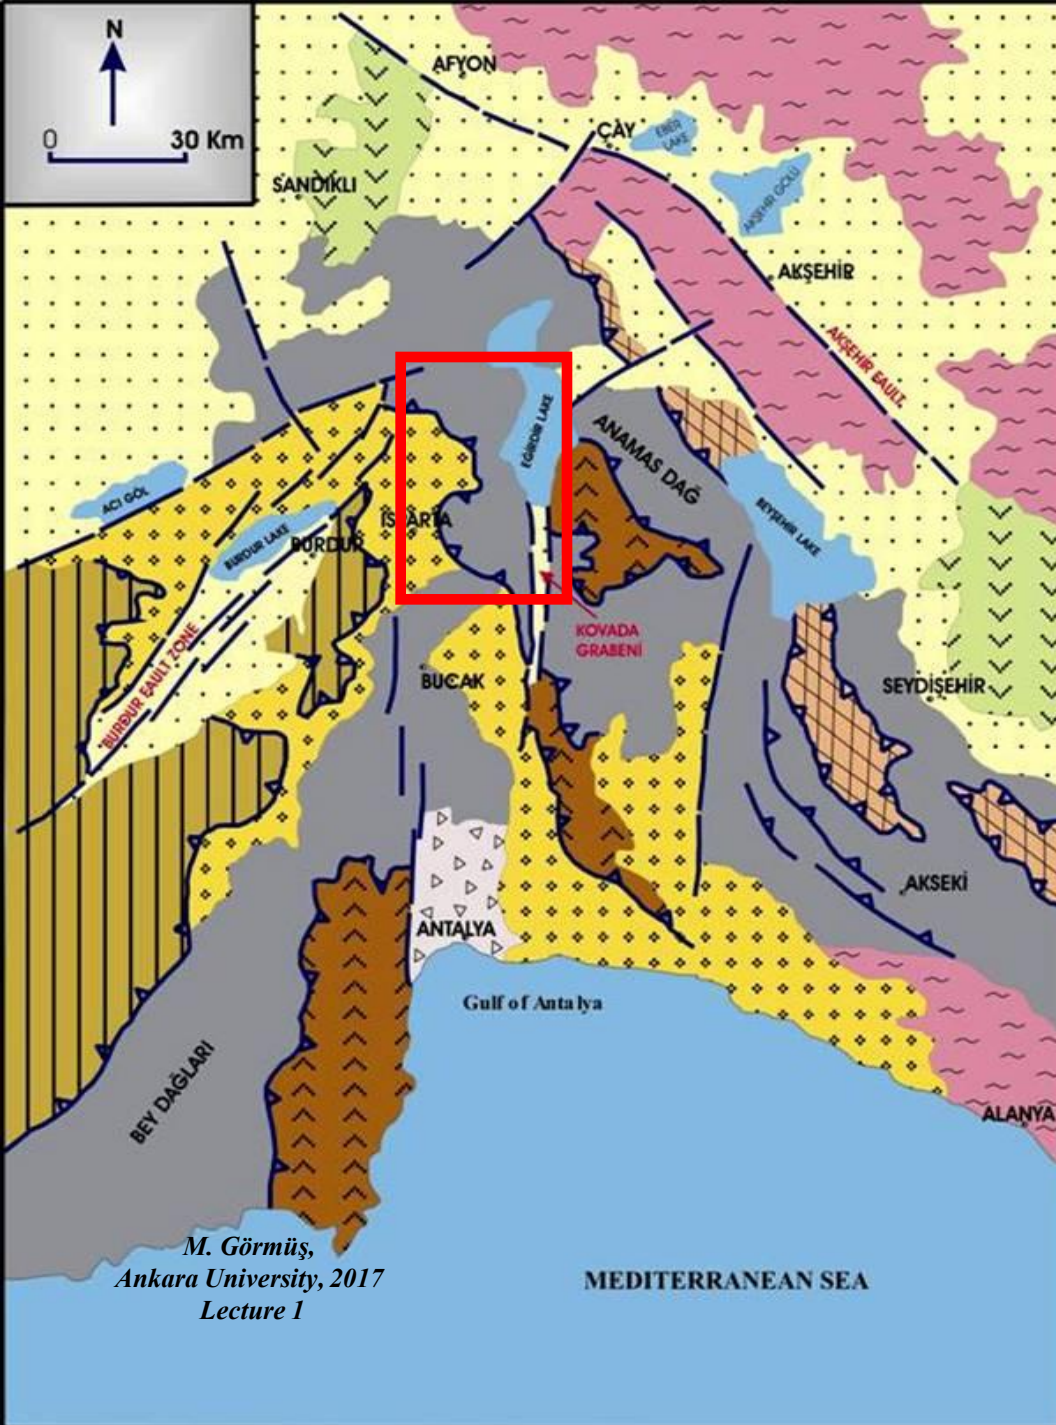 N
0 30 Km
AFYON
ÇAY
EBER
LAKE
SANDIKLI
AKŞEHİR GÖLÜ
AKŞEHİR
AKŞEHİR FAULT
EĞİRDİR LAKE
ANAMAS DAĞ
ACI GÖL
ISPARTA
BURDUR LAKE
BURDUR
BEYŞEHİR LAKE
KOVADA
GRABENİ
BURDUR FAULT ZONE
BUCAK
SEYDİŞEHİR
AKSEKİ
ANTALYA
Gulf of Antalya
BEY DAĞLARI
ALANYA
M. Görmüş,
Ankara University, 2017
Lecture 1
MEDITERRANEAN SEA